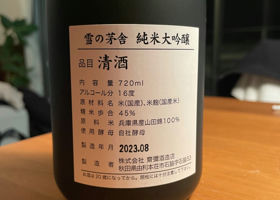 雪の茅舎 純米大吟醸
品目 清酒
内容量 720ml
アルコール分 16度
原材料名 米(国産)、米麹(国産米)
精米歩合 45%
原料米 兵庫県産山田錦100%
使用酵母 自社酵母
製造年月 2023.08
製造者 株式会社 齋彌酒造店
秋田県由利本荘市石脇字石脇53